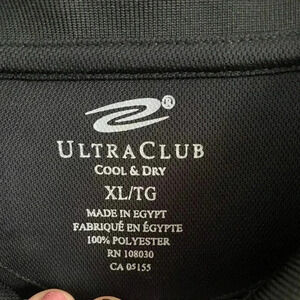 ®
ULTRACLUB
COOL & DRY
XL/TG
MADE IN EGYPT
FABRIQUÉ EN ÉGYPTE
100% POLYESTER
RN 108030
CA 05155